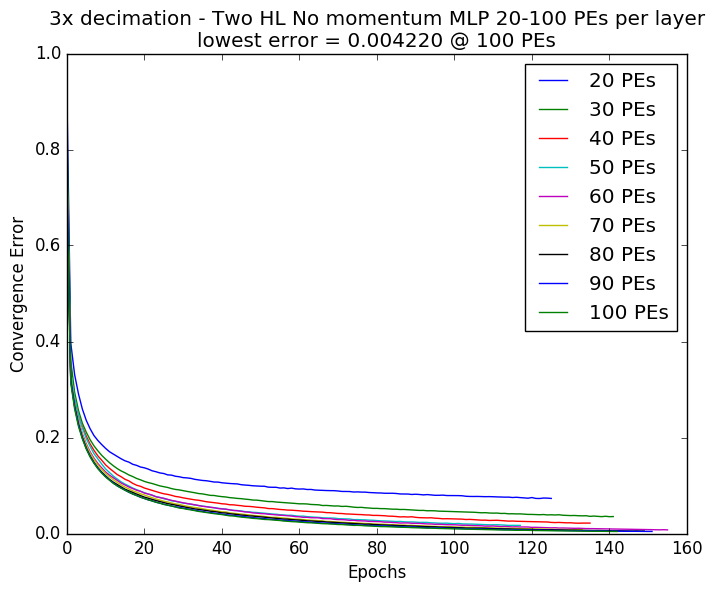 3x decimation - Two HL No momentum MLP 20-100 PEs per layer
lowest error = 0.004220 @ 100 PEs
1.0
0.8
0.6
0.4
0.2
0.0
Convergence Error
20 PEs
30 PEs
40 PEs
50 PEs
60 PEs
70 PEs
80 PEs
90 PEs
100 PEs
0 20 40 60 80 100 120 140 160
Epochs